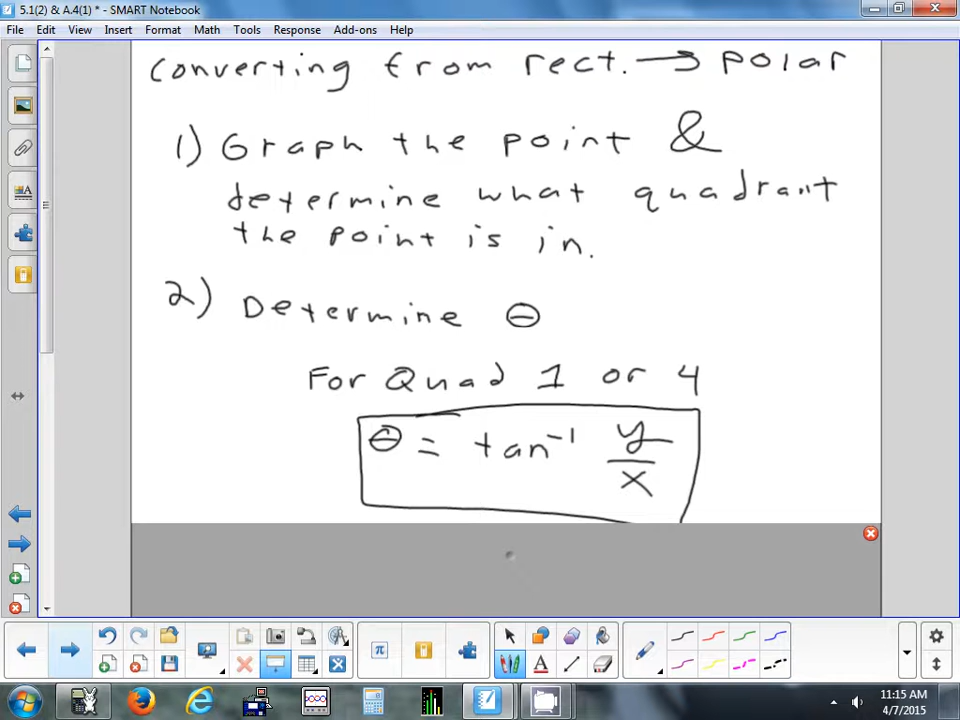 5.1(2) & A.4(1) * - SMART Notebook
File Edit View Insert Format Math Tools Response Add-ons Help
converting from rect. → polar
1) Graph the point &
determine what quadrant
the point is in.
2) Determine θ
For Quad 1 or 4
θ = tan⁻¹ y/x
π
A
11:15 AM
4/7/2015